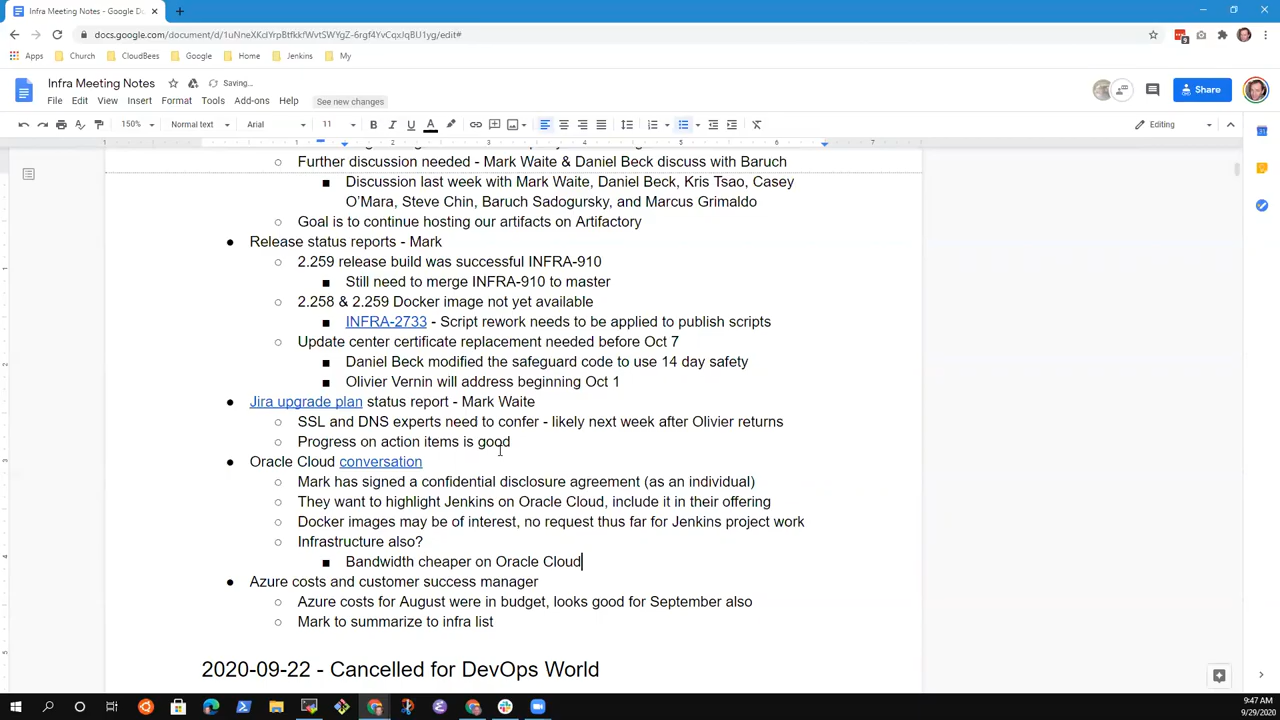 Infra Meeting Notes - Google D
docs.google.com/document/d/1uNneXKclYrpBtfkkfWvtSWYgZ-6rgf4YvCqxJqBU1yg/edit#
Apps Church CloudBees Google Home Jenkins My
Infra Meeting Notes Saving...
File Edit View Insert Format Tools Add-ons Help See new changes
Share
150% Normal text Arial 11 Editing
1 1 2 3 4 5 6 7
Further discussion needed - Mark Waite & Daniel Beck discuss with Baruch
Discussion last week with Mark Waite, Daniel Beck, Kris Tsao, Casey
O'Mara, Steve Chin, Baruch Sadogursky, and Marcus Grimaldo
Goal is to continue hosting our artifacts on Artifactory
Release status reports - Mark
2.259 release build was successful INFRA-910
Still need to merge INFRA-910 to master
2.258 & 2.259 Docker image not yet available
INFRA-2733 - Script rework needs to be applied to publish scripts
Update center certificate replacement needed before Oct 7
Daniel Beck modified the safeguard code to use 14 day safety
Olivier Vernin will address beginning Oct 1
Jira upgrade plan status report - Mark Waite
SSL and DNS experts need to confer - likely next week after Olivier returns
Progress on action items is good
Oracle Cloud conversation
Mark has signed a confidential disclosure agreement (as an individual)
They want to highlight Jenkins on Oracle Cloud, include it in their offering
Docker images may be of interest, no request thus far for Jenkins project work
Infrastructure also?
Bandwidth cheaper on Oracle Cloud
Azure costs and customer success manager
Azure costs for August were in budget, looks good for September also
Mark to summarize to infra list
2020-09-22 - Cancelled for DevOps World
9:47 AM
9/29/2020